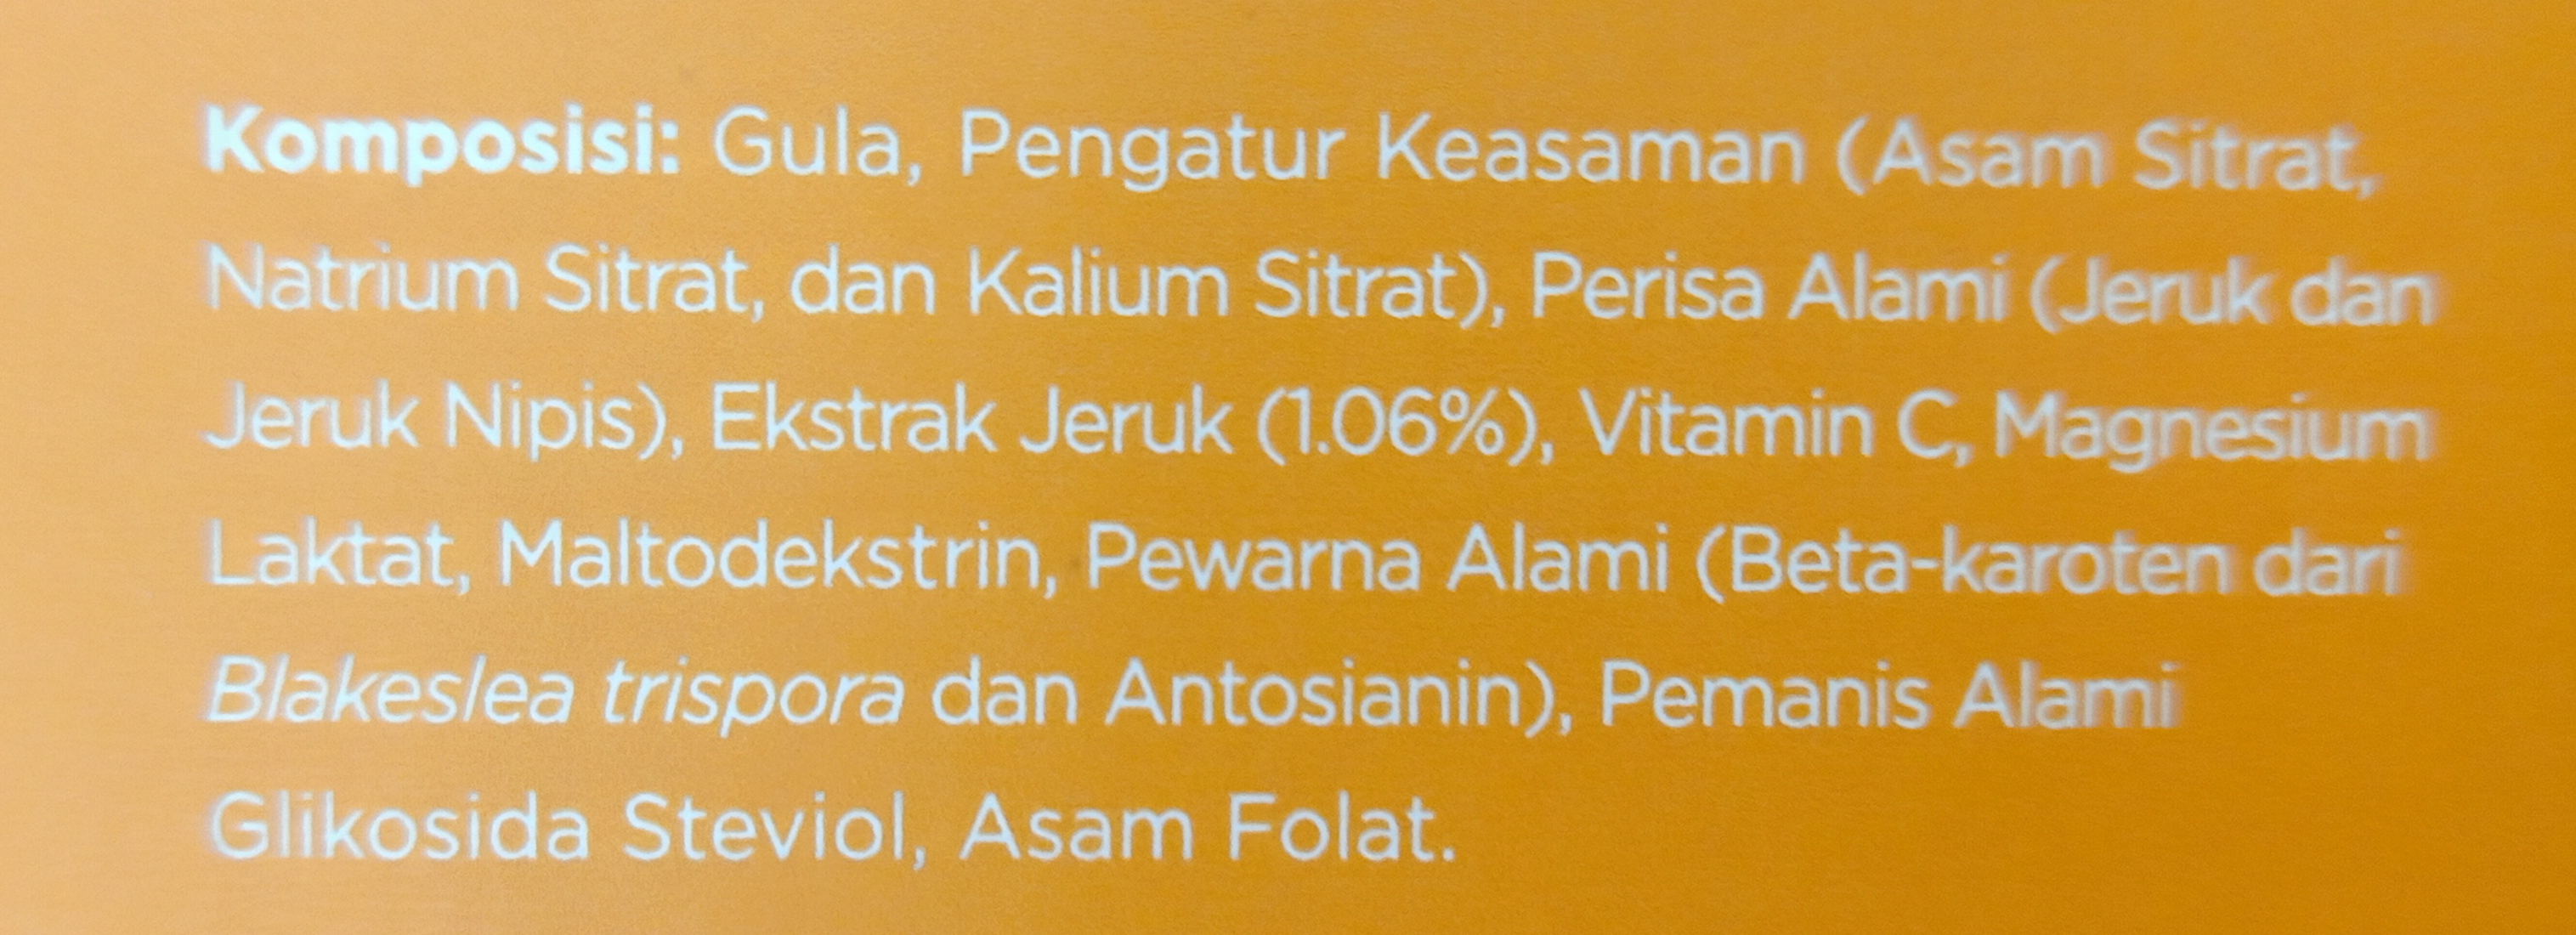 Komposisi: Gula, Pengatur Keasaman (Asam Sitrat,
Natrium Sitrat, dan Kalium Sitrat), Perisa Alami (Jeruk dan
Jeruk Nipis), Ekstrak Jeruk (1.06%), Vitamin C, Magnesium
Laktat, Maltodekstrin, Pewarna Alami (Beta-karoten dari
Blakeslea trispora dan Antosianin), Pemanis Alami
Glikosida Steviol, Asam Folat.